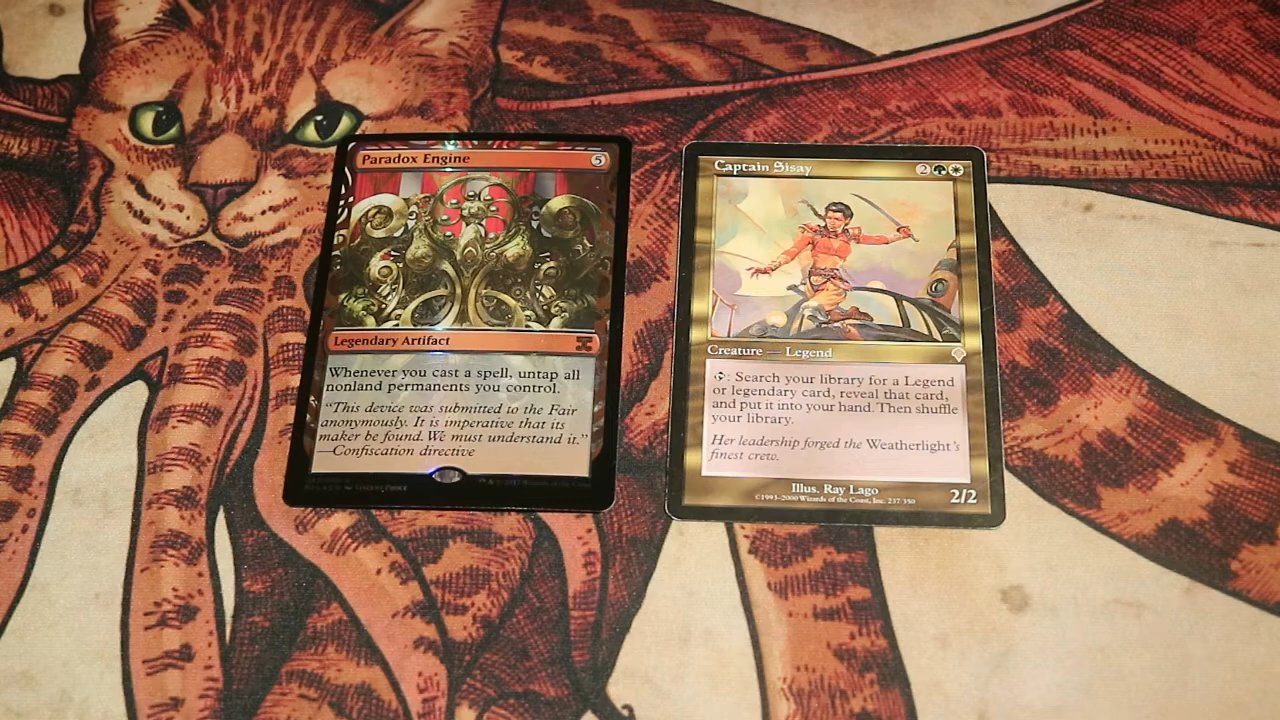 Paradox Engine 5
Legendary Artifact
Whenever you cast a spell, untap all
nonland permanents you control.
"This device was submitted to the Fair
anonymously. It is imperative that its
maker be found. We must understand it."
—Confiscation directive
Captain Sisay 2
Creature — Legend
: Search your library for a Legend
or legendary card, reveal that card,
and put it into your hand. Then shuffle
your library.
Her leadership forged the Weatherlight's
finest crew.
Illus. Ray Lago
©1993-2000 Wizards of the Coast, Inc. 237/350
2/2